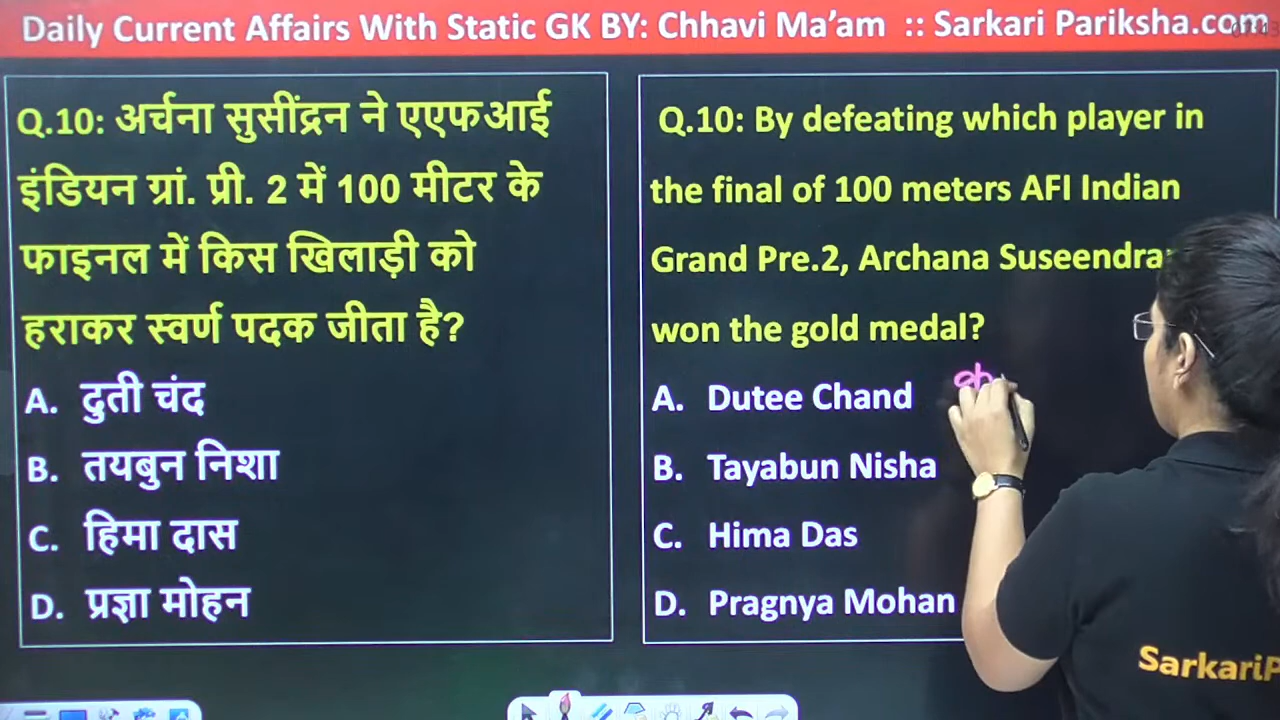 Daily Current Affairs With Static GK BY: Chhavi Ma’am :: Sarkari Pariksha.com
Q.10: अर्चना सुसींद्रन ने एएफआई
इंडियन ग्रां. प्री. 2 में 100 मीटर के
फाइनल में किस खिलाड़ी को
हराकर स्वर्ण पदक जीता है?
A. दुती चंद
B. तयबुन निशा
C. हिमा दास
D. प्रज्ञा मोहन
Q.10: By defeating which player in
the final of 100 meters AFI Indian
Grand Pre.2, Archana Suseendra
won the gold medal?
A. Dutee Chand
B. Tayabun Nisha
C. Hima Das
D. Pragnya Mohan
SarkariP